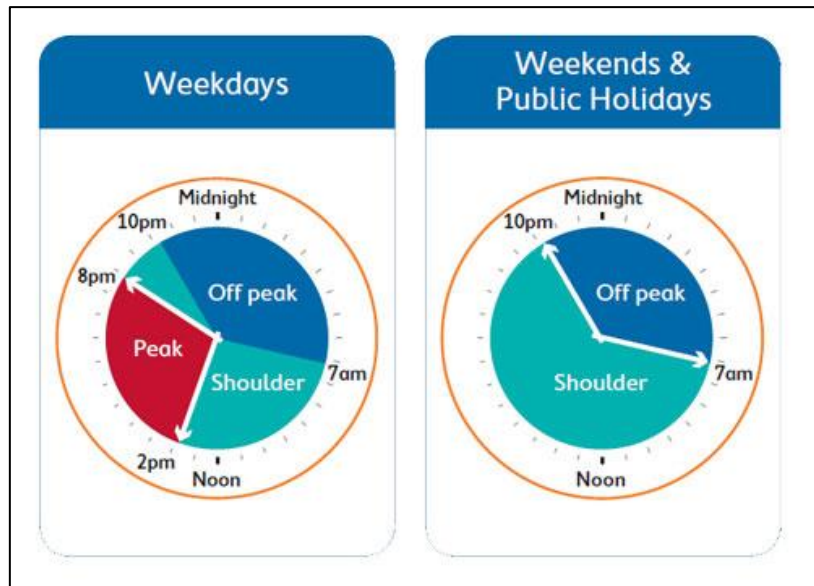 Weekdays
Midnight
10pm
8pm
Off peak
Peak
Shoulder
7am
2pm
Noon
Weekends &
Public Holidays
Midnight
10pm
Off peak
7am
Shoulder
Noon